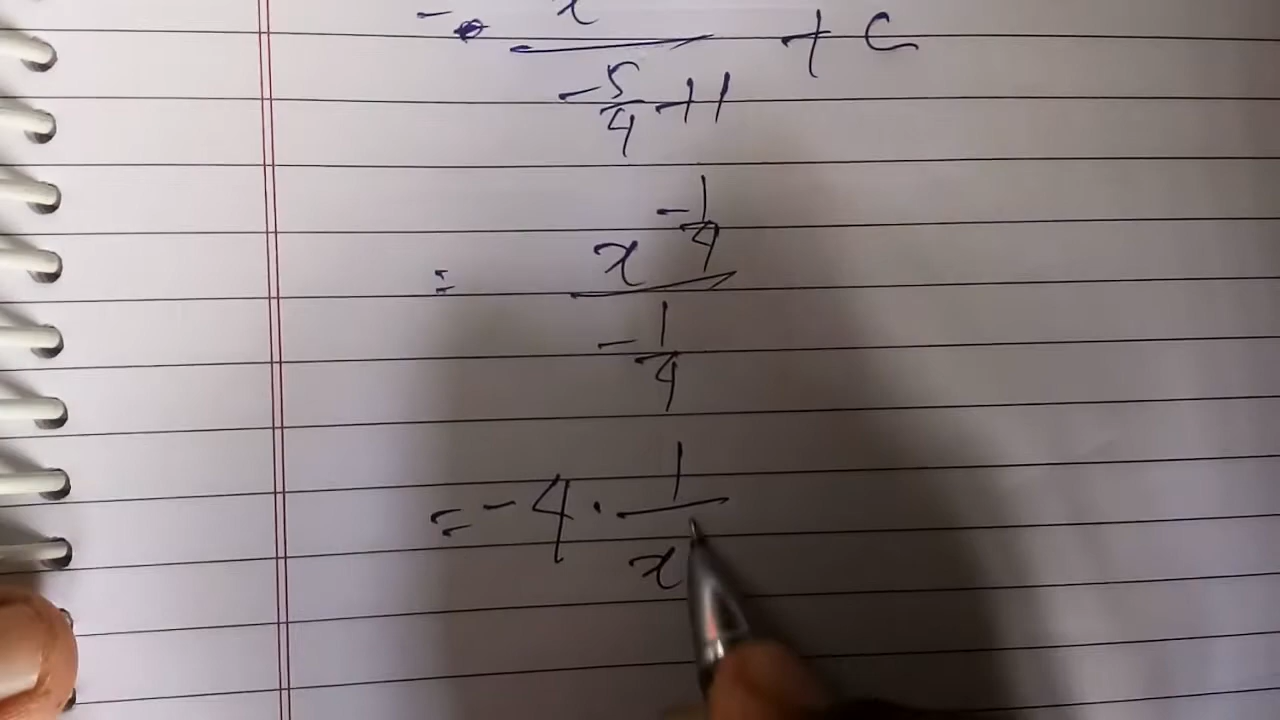 = x / (-5/4 + 1) + C
= x^(-1/4) / (-1/4)
= -4 · 1/x